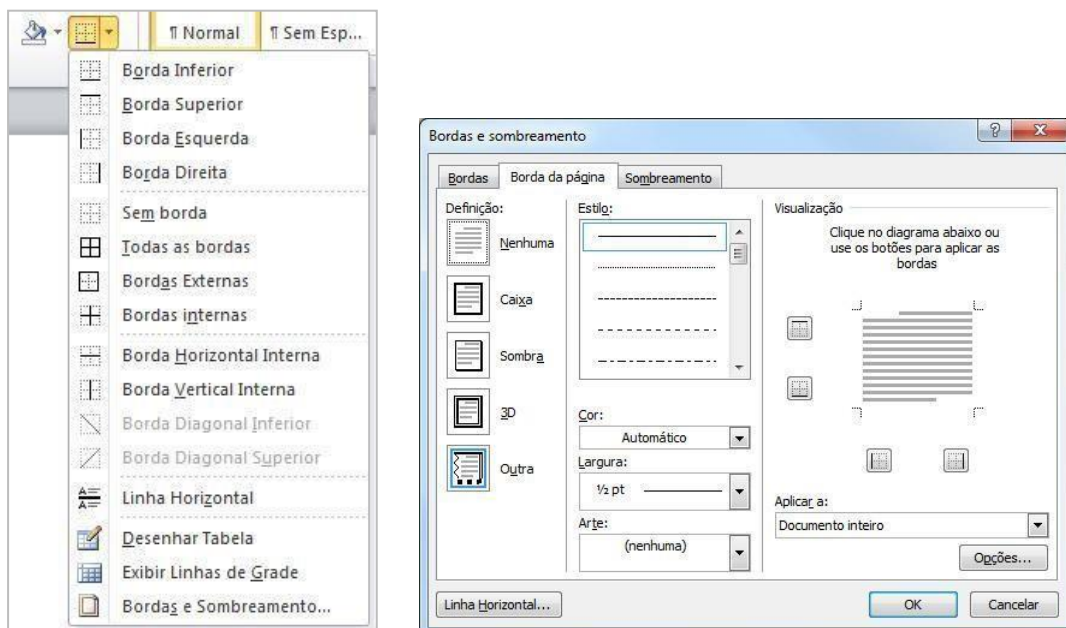 ¶ Normal
¶ Sem Esp...
Borda Inferior
Borda Superior
Borda Esquerda
Borda Direita
Sem borda
Todas as bordas
Bordas Externas
Bordas internas
Borda Horizontal Interna
Borda Vertical Interna
Borda Diagonal Inferior
Borda Diagonal Superior
Linha Horizontal
Desenhar Tabela
Exibir Linhas de Grade
Bordas e Sombreamento...
Bordas e sombreamento
Bordas
Borda da página
Sombreamento
Definição:
Nenhuma
Caixa
Sombra
3D
Outra
Estilo:
Cor:
Automático
Largura:
½ pt
Arte:
(nenhuma)
Visualização
Clique no diagrama abaixo ou
use os botões para aplicar as
bordas
Aplicar a:
Documento inteiro
Opções...
Linha Horizontal...
OK
Cancelar